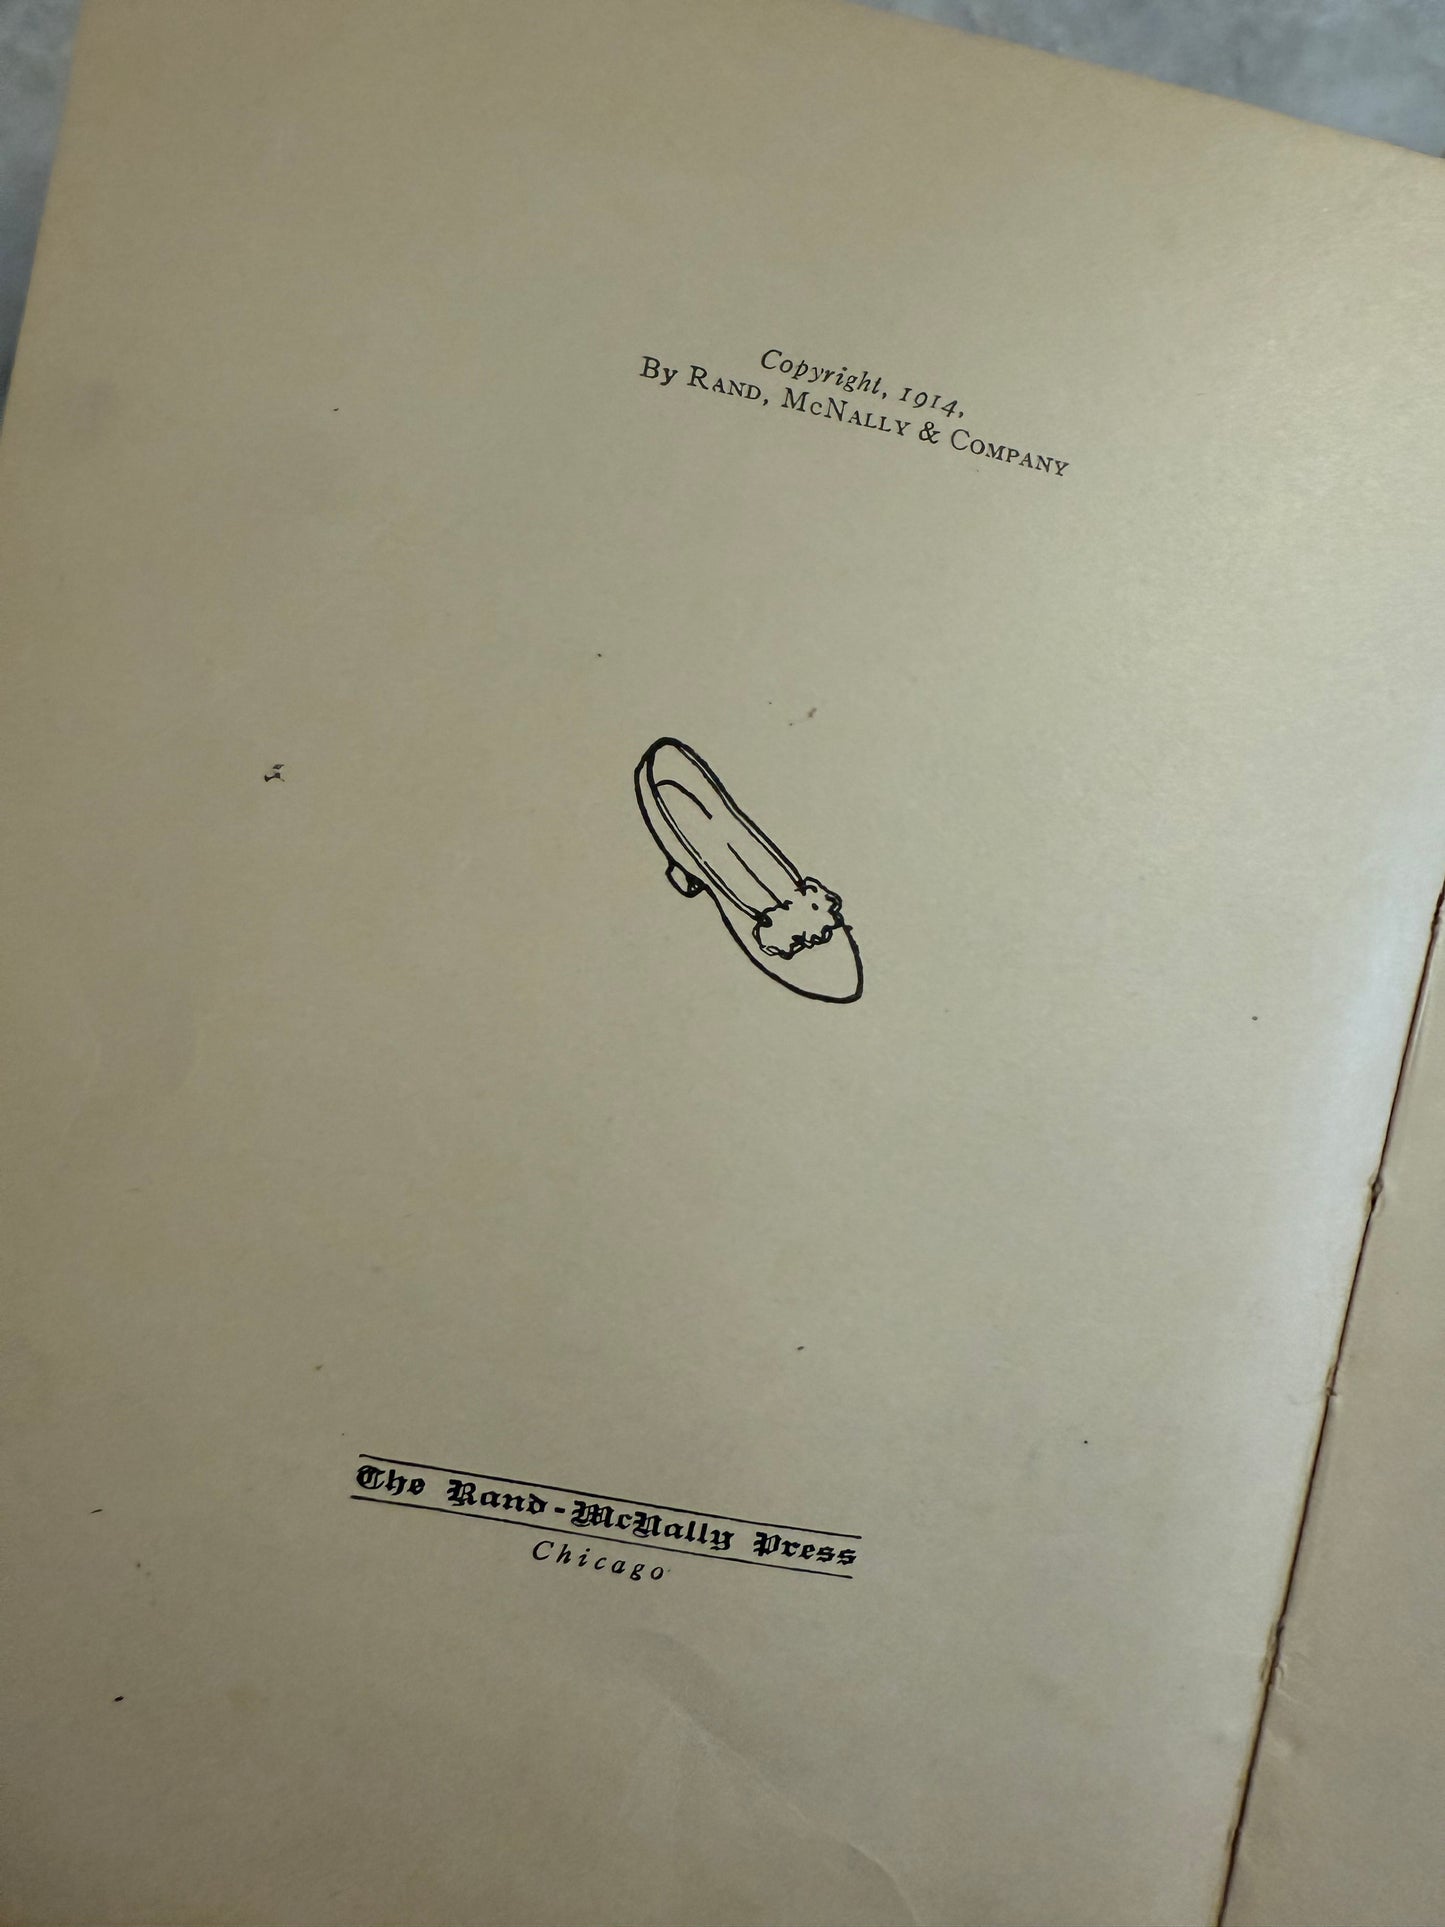 Copyright, 1914,
By Rand, McNally & Company
The Rand-McNally Press
Chicago